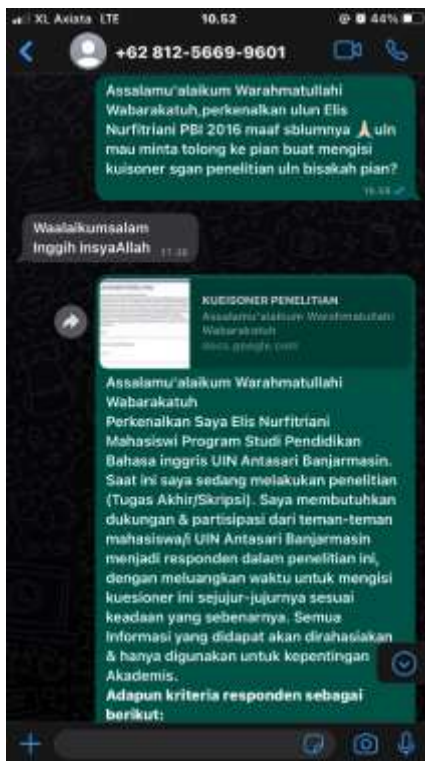 XL Axiata LTE 10.52 44%
+62 812-5669-9601
Assalamu'alaikum Warahmatullahi
Wabarakatuh,perkenalkan ulun Elis
Nurfitriani PBI 2016 maaf sblumnya 🙏🏻 uln
mau minta tolong ke pian buat mengisi
kuisoner sgan penelitian uln bisakah pian?
Waalaikumsalam
Inggih insyaAllah
11.38
KUEISONER PENELITIAN
Assalamu'alaikum Warahmatullahi
Wabarakatuh
docs.google.com
Assalamu'alaikum Warahmatullahi
Wabarakatuh
Perkenalkan Saya Elis Nurfitriani
Mahasiswi Program Studi Pendidikan
Bahasa inggris UIN Antasari Banjarmasin.
Saat ini saya sedang melakukan penelitian
(Tugas Akhir/Skripsi). Saya membutuhkan
dukungan & partisipasi dari teman-teman
mahasiswa/i UIN Antasari Banjarmasin
menjadi responden dalam penelitian ini,
dengan meluangkan waktu untuk mengisi
kuesioner ini sejujur-jujurnya sesuai
keadaan yang sebenarnya. Semua
Informasi yang didapat akan dirahasiakan
& hanya digunakan untuk kepentingan
Akademis.
Adapun kriteria responden sebagai
berikut: